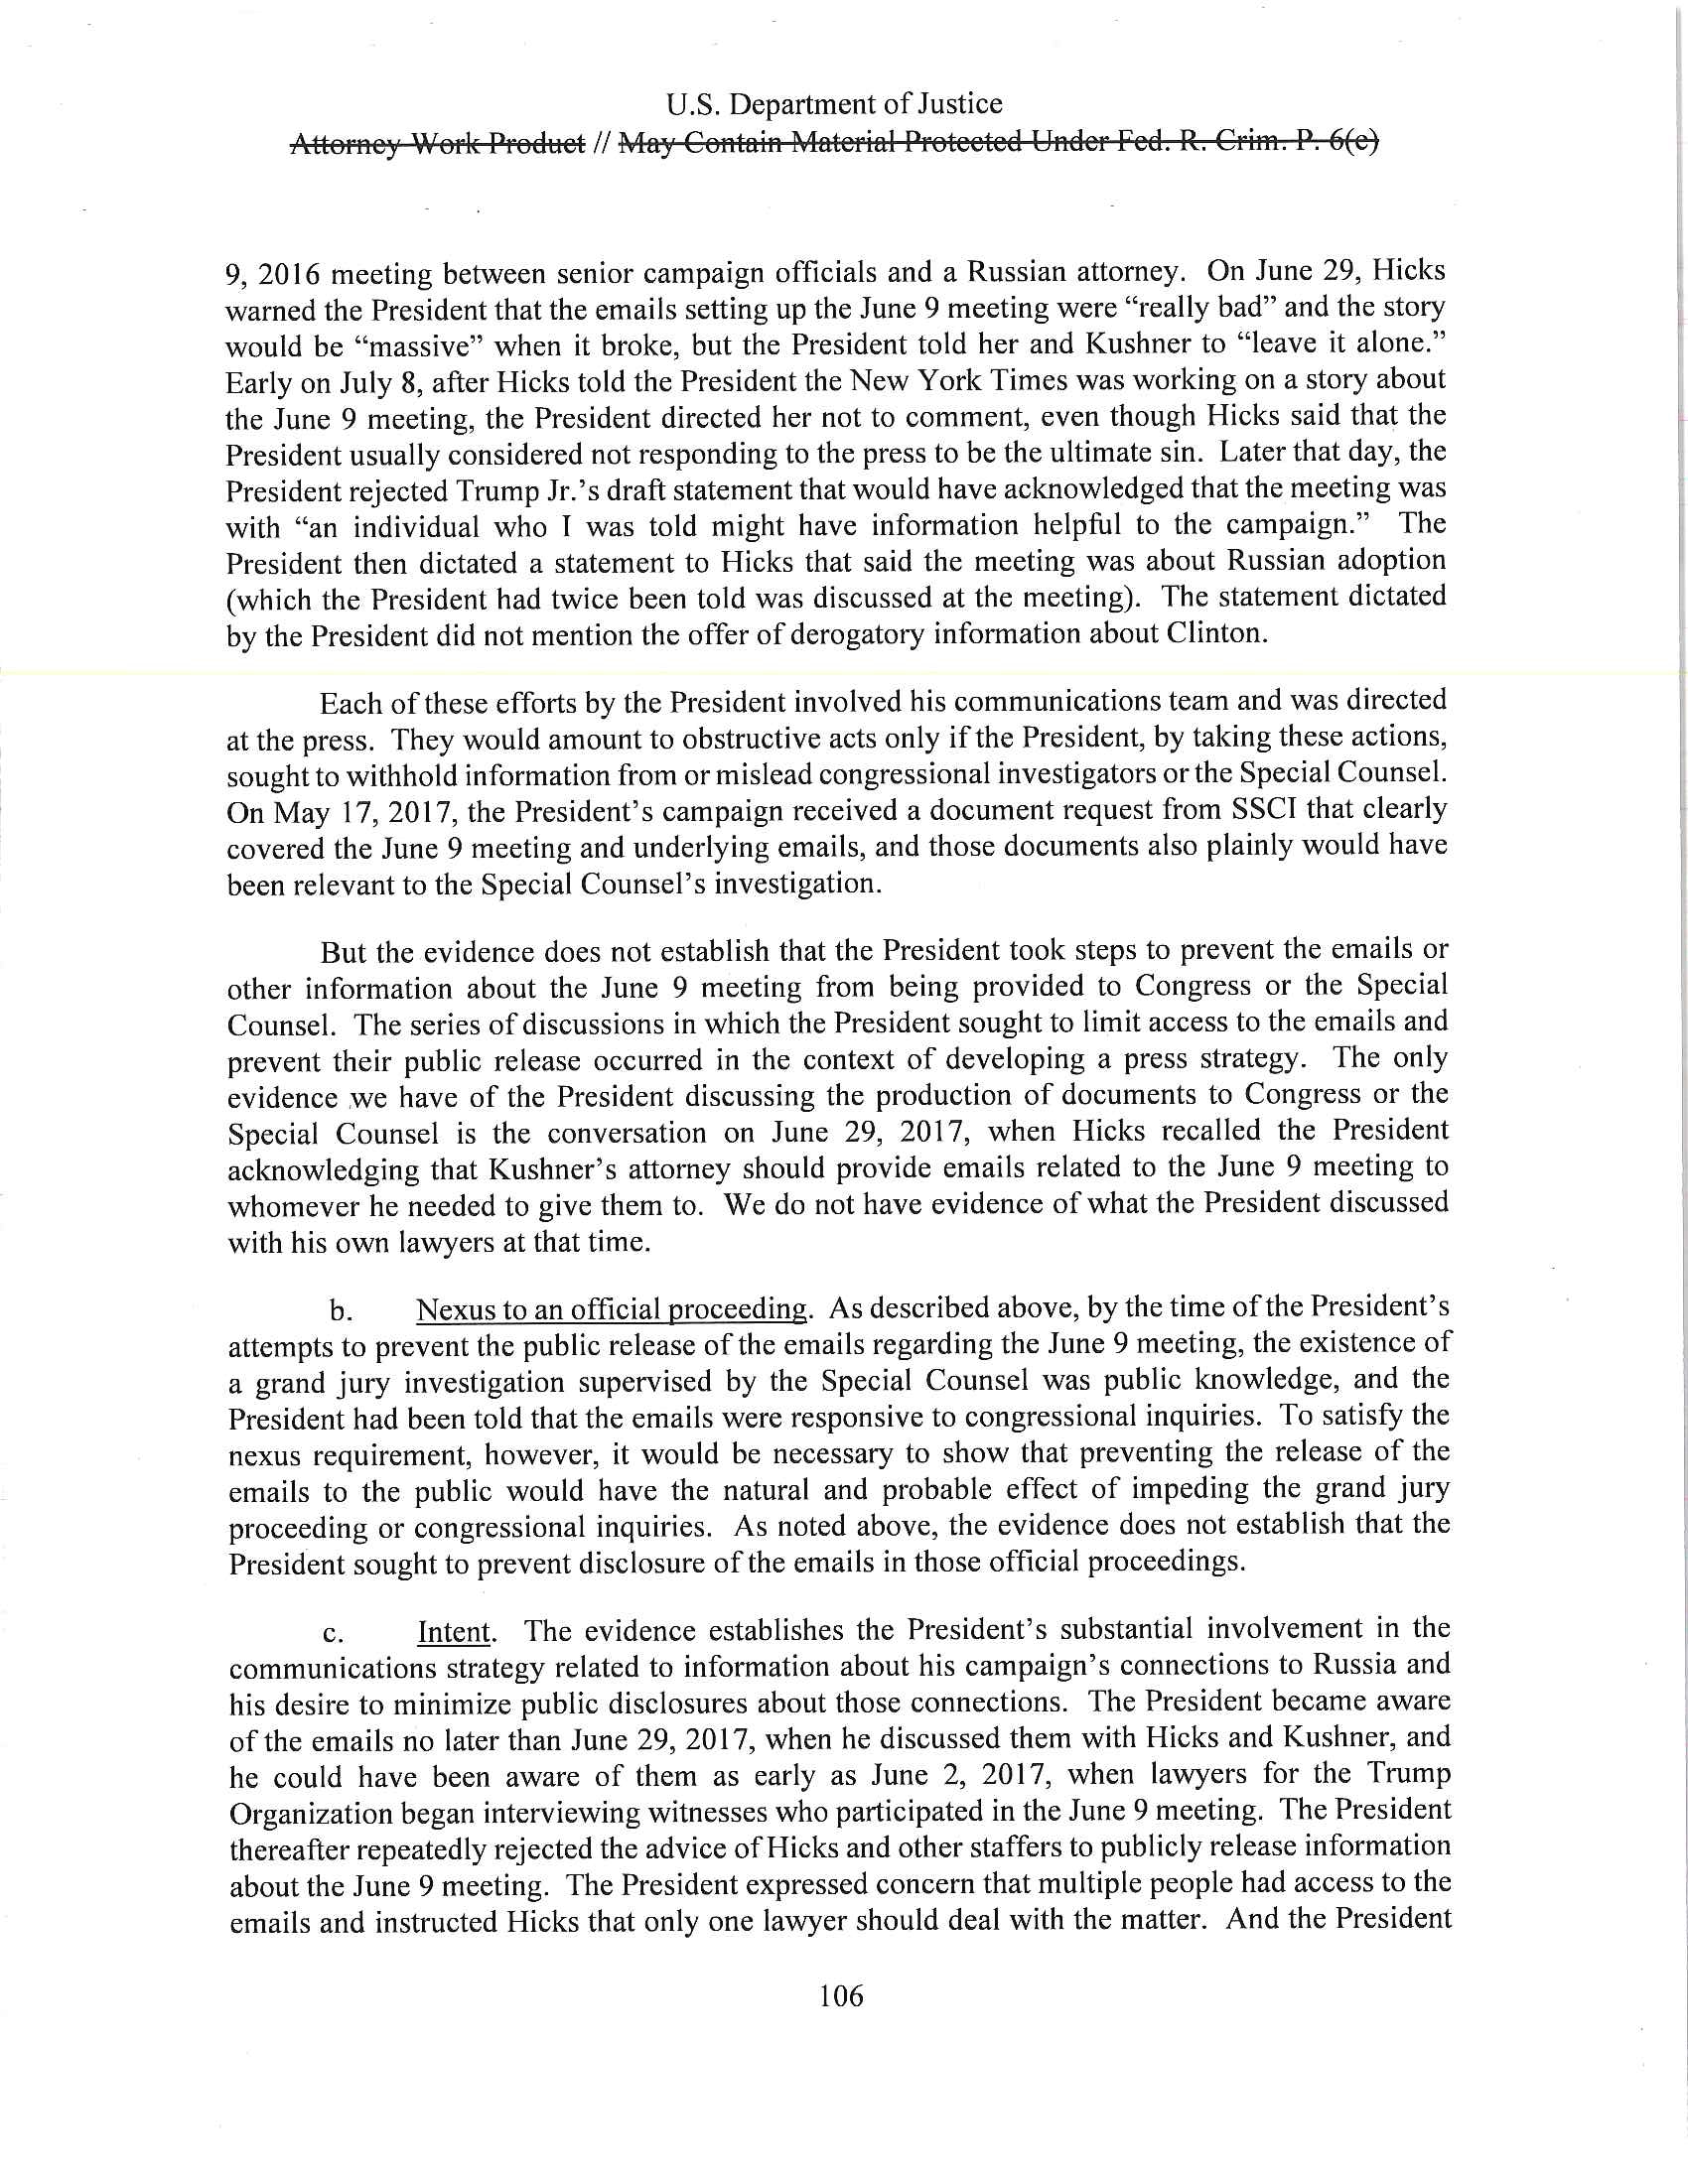 U.S. Department of Justice
Attorney Work Product // May Contain Material Protected Under Fed. R. Crim. P. 6(e)
9, 2016 meeting between senior campaign officials and a Russian attorney. On June 29, Hicks
warned the President that the emails setting up the June 9 meeting were “really bad” and the story
would be “massive” when it broke, but the President told her and Kushner to “leave it alone.”
Early on July 8, after Hicks told the President the New York Times was working on a story about
the June 9 meeting, the President directed her not to comment, even though Hicks said that the
President usually considered not responding to the press to be the ultimate sin. Later that day, the
President rejected Trump Jr.’s draft statement that would have acknowledged that the meeting was
with “an individual who I was told might have information helpful to the campaign.” The
President then dictated a statement to Hicks that said the meeting was about Russian adoption
(which the President had twice been told was discussed at the meeting). The statement dictated
by the President did not mention the offer of derogatory information about Clinton.
Each of these efforts by the President involved his communications team and was directed
at the press. They would amount to obstructive acts only if the President, by taking these actions,
sought to withhold information from or mislead congressional investigators or the Special Counsel.
On May 17, 2017, the President’s campaign received a document request from SSCI that clearly
covered the June 9 meeting and underlying emails, and those documents also plainly would have
been relevant to the Special Counsel’s investigation.
But the evidence does not establish that the President took steps to prevent the emails or
other information about the June 9 meeting from being provided to Congress or the Special
Counsel. The series of discussions in which the President sought to limit access to the emails and
prevent their public release occurred in the context of developing a press strategy. The only
evidence we have of the President discussing the production of documents to Congress or the
Special Counsel is the conversation on June 29, 2017, when Hicks recalled the President
acknowledging that Kushner’s attorney should provide emails related to the June 9 meeting to
whomever he needed to give them to. We do not have evidence of what the President discussed
with his own lawyers at that time.
b. Nexus to an official proceeding. As described above, by the time of the President’s
attempts to prevent the public release of the emails regarding the June 9 meeting, the existence of
a grand jury investigation supervised by the Special Counsel was public knowledge, and the
President had been told that the emails were responsive to congressional inquiries. To satisfy the
nexus requirement, however, it would be necessary to show that preventing the release of the
emails to the public would have the natural and probable effect of impeding the grand jury
proceeding or congressional inquiries. As noted above, the evidence does not establish that the
President sought to prevent disclosure of the emails in those official proceedings.
c. Intent. The evidence establishes the President’s substantial involvement in the
communications strategy related to information about his campaign’s connections to Russia and
his desire to minimize public disclosures about those connections. The President became aware
of the emails no later than June 29, 2017, when he discussed them with Hicks and Kushner, and
he could have been aware of them as early as June 2, 2017, when lawyers for the Trump
Organization began interviewing witnesses who participated in the June 9 meeting. The President
thereafter repeatedly rejected the advice of Hicks and other staffers to publicly release information
about the June 9 meeting. The President expressed concern that multiple people had access to the
emails and instructed Hicks that only one lawyer should deal with the matter. And the President
106